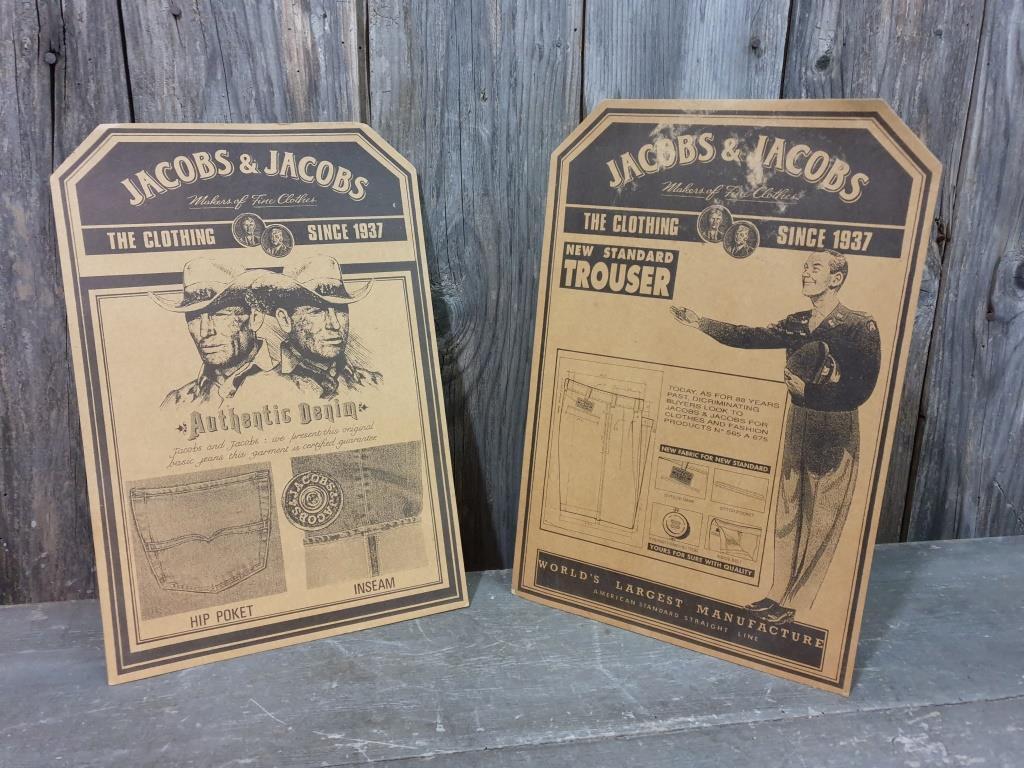 JACOBS & JACOBS
Makers of Fine Clothes
THE CLOTHING SINCE 1937
Authentic Denim
Jacobs and Jacobs : we present this original
basic jeans this garment is certified guarantee
JACOBS & JACOBS
HIP POKET
INSEAM
JACOBS & JACOBS
Makers of Fine Clothes
THE CLOTHING SINCE 1937
NEW STANDARD
TROUSER
TODAY, AS FOR 88 YEARS
PAST, DICRIMINATING
BUYERS LOOK TO
JACOBS & JACOBS FOR
CLOTHES AND FASHION
PRODUCTS Nº 565 A 675
NEW FABRIC FOR NEW STANDARD
YOURS FOR SURE WITH QUALITY
WORLD'S LARGEST MANUFACTURE
AMERICAN STANDARD STRAIGHT LINE